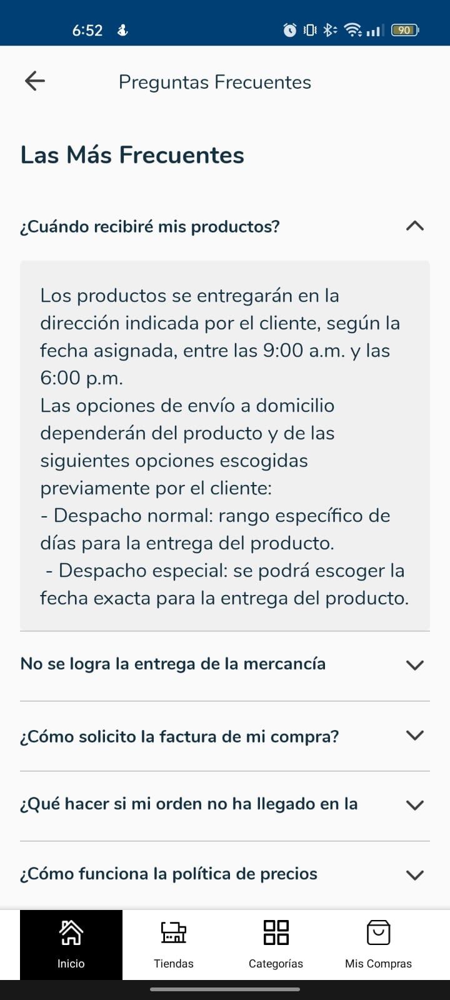 6:52
90
Preguntas Frecuentes
Las Más Frecuentes
¿Cuándo recibiré mis productos?
Los productos se entregarán en la
dirección indicada por el cliente, según la
fecha asignada, entre las 9:00 a.m. y las
6:00 p.m.
Las opciones de envío a domicilio
dependerán del producto y de las
siguientes opciones escogidas
previamente por el cliente:
- Despacho normal: rango específico de
días para la entrega del producto.
- Despacho especial: se podrá escoger la
fecha exacta para la entrega del producto.
No se logra la entrega de la mercancía
¿Cómo solicito la factura de mi compra?
¿Qué hacer si mi orden no ha llegado en la
¿Cómo funciona la política de precios
Inicio
Tiendas
Categorías
Mis Compras